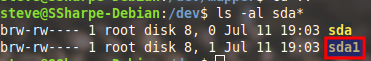 steve@SSharpe-Debian:/dev$ ls -al sda*
brw-rw---- 1 root disk 8, 0 Jul 11 19:03 sda
brw-rw---- 1 root disk 8, 1 Jul 11 19:03 sda1